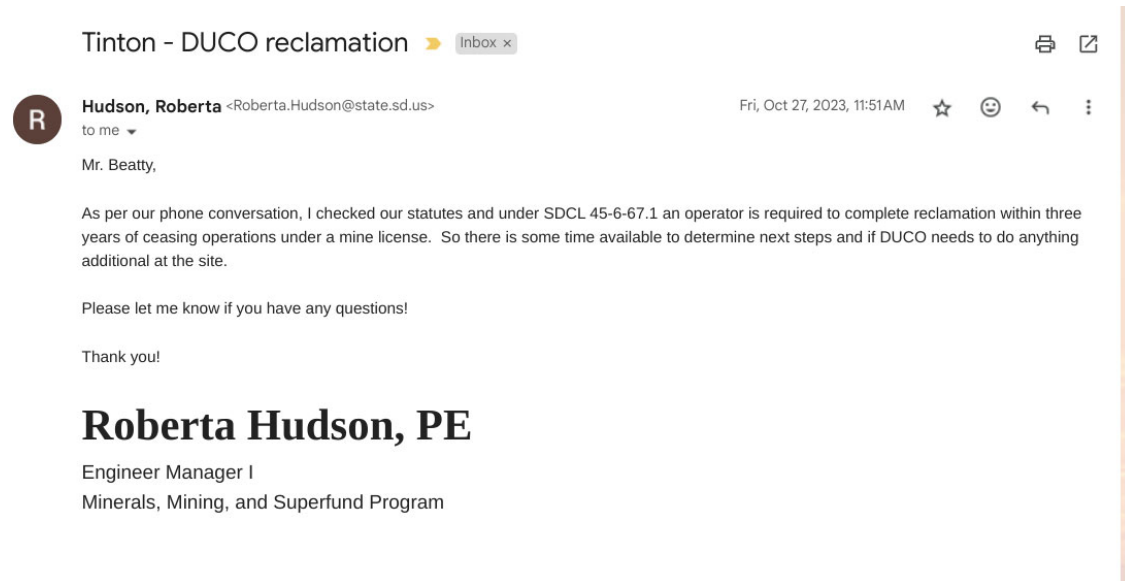 Tinton - DUCO reclamation Inbox ×
R
Hudson, Roberta <Roberta.Hudson@state.sd.us> Fri, Oct 27, 2023, 11:51 AM
to me
Mr. Beatty,
As per our phone conversation, I checked our statutes and under SDCL 45-6-67.1 an operator is required to complete reclamation within three
years of ceasing operations under a mine license.  So there is some time available to determine next steps and if DUCO needs to do anything
additional at the site.
Please let me know if you have any questions!
Thank you!
Roberta Hudson, PE
Engineer Manager I
Minerals, Mining, and Superfund Program